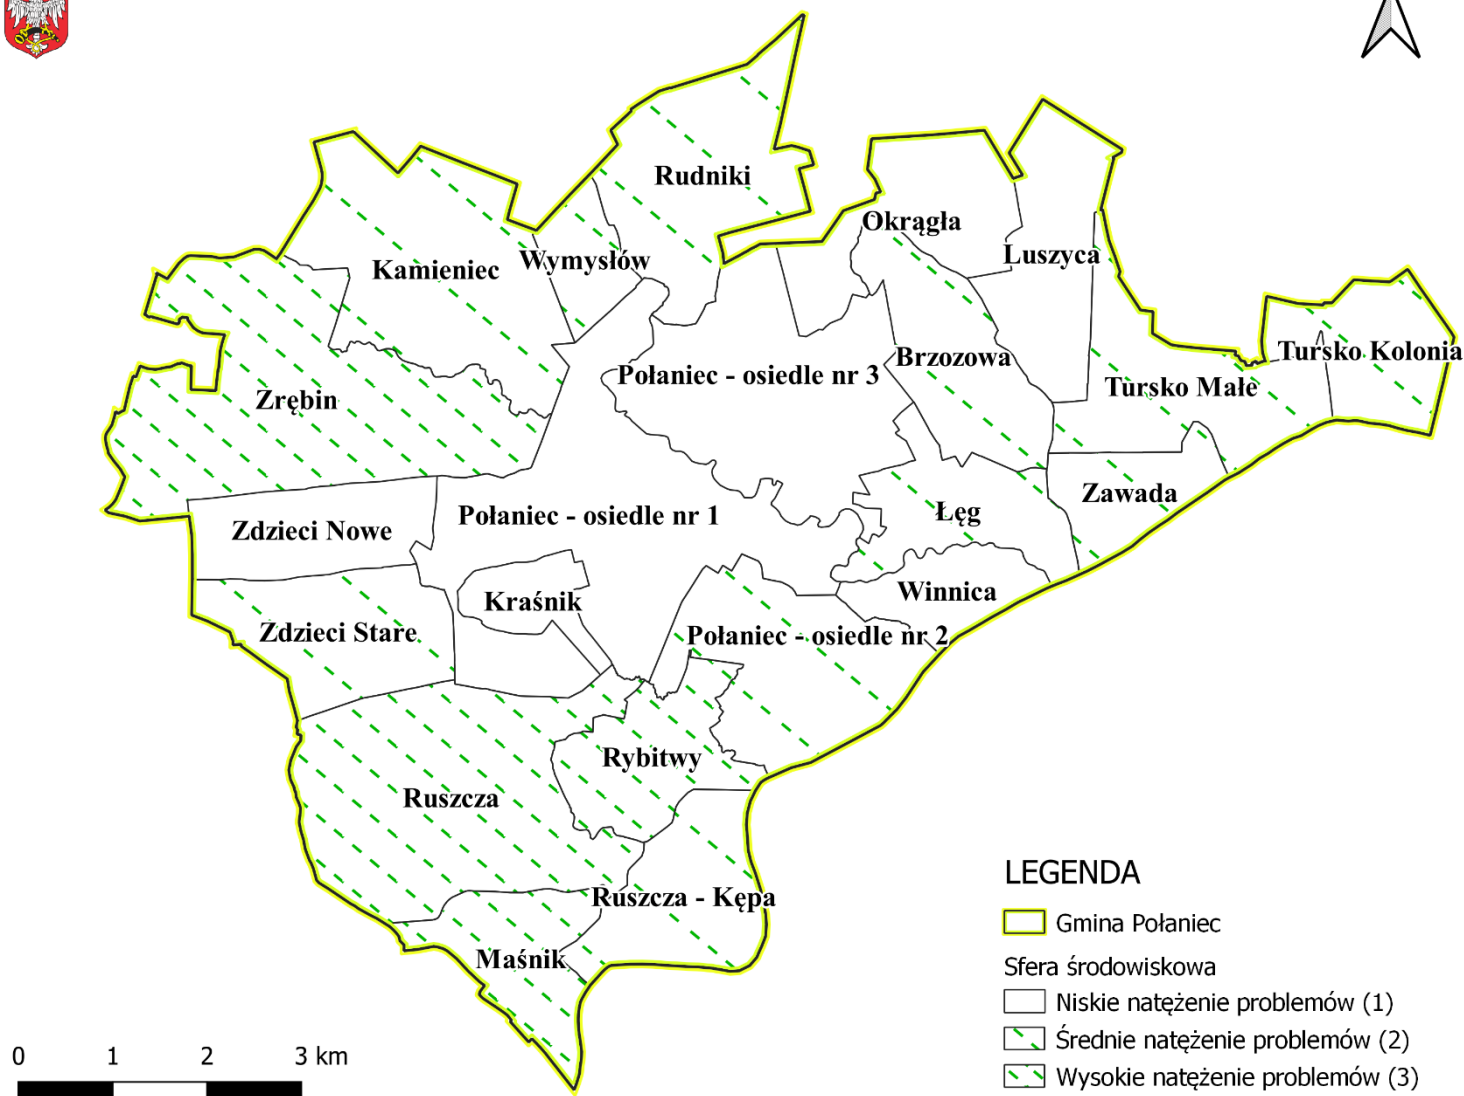 Rudniki
Okrągła
Luszyca
Kamieniec
Wymysłów
Tursko Kolonia
Brzozowa
Połaniec - osiedle nr 3
Tursko Małe
Zrębin
Zawada
Łęg
Połaniec - osiedle nr 1
Zdzieci Nowe
Winnica
Kraśnik
Zdzieci Stare
Połaniec - osiedle nr 2
Rybitwy
Ruszcza
Ruszcza - Kępa
Maśnik
LEGENDA
Gmina Połaniec
Sfera środowiskowa
Niskie natężenie problemów (1)
Średnie natężenie problemów (2)
Wysokie natężenie problemów (3)
0 1 2 3 km